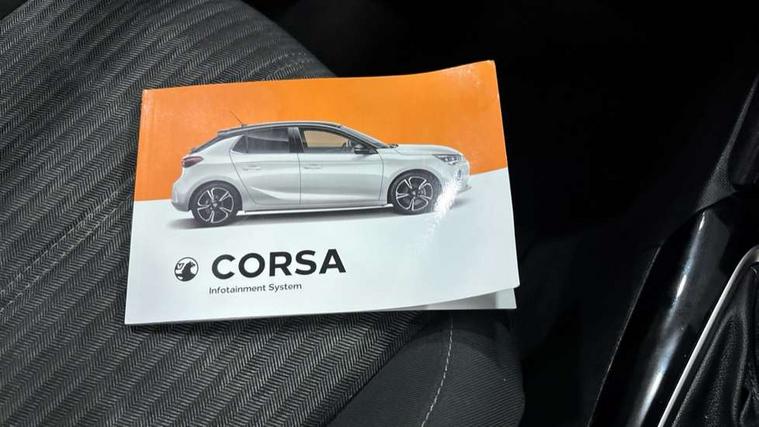 CORSA
Infotainment System